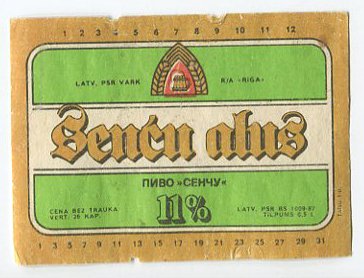 1 2 3 4 5 6 7 8 9 10 11 12
LATV. PSR VARK R/A «RIGA»
Senču alus
ПИВО »СЕНЧУ«
11%
CENA BEZ TRAUKA LATV. PSR RS 1009-87
VERT. 26 KAP. TILPUMS 0,5 L
1 3 5 7 9 11 13 15 17 19 21 23 25 27 29 31